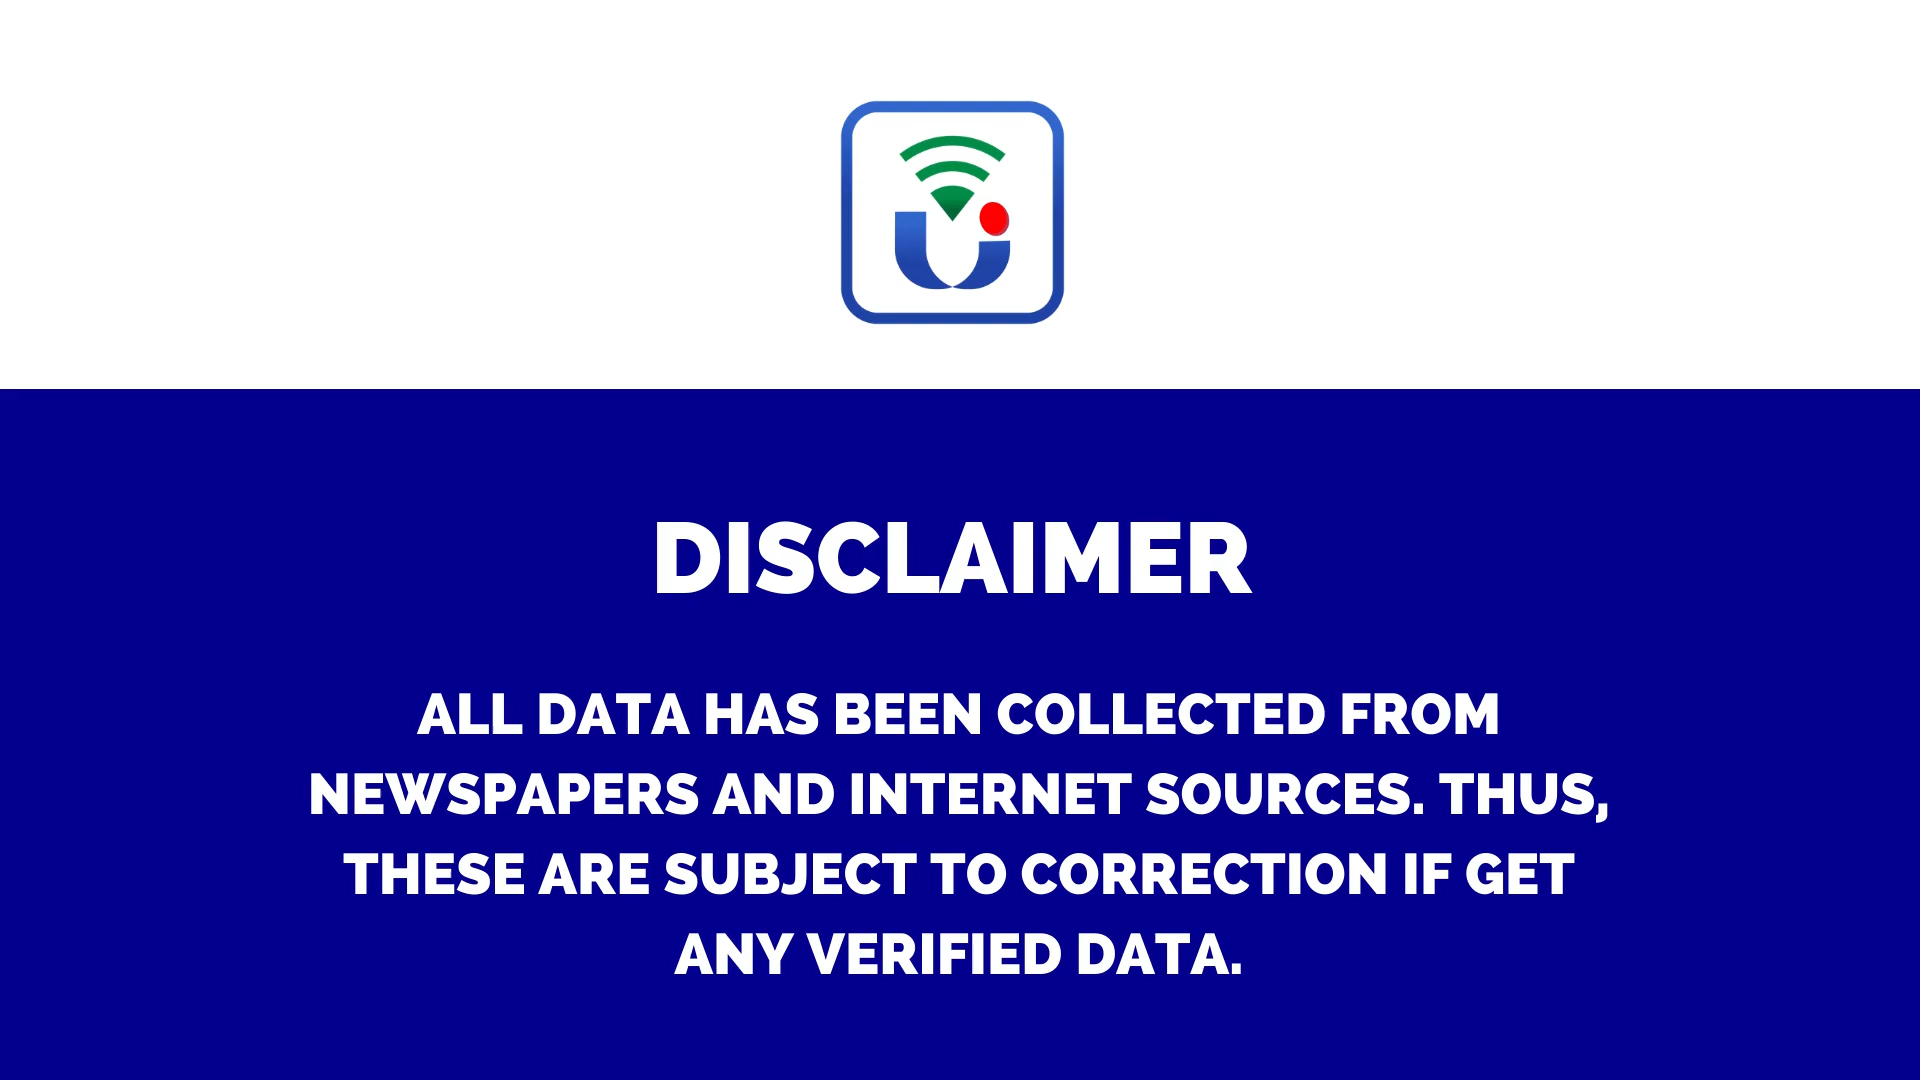 DISCLAIMER
ALL DATA HAS BEEN COLLECTED FROM
NEWSPAPERS AND INTERNET SOURCES. THUS,
THESE ARE SUBJECT TO CORRECTION IF GET
ANY VERIFIED DATA.